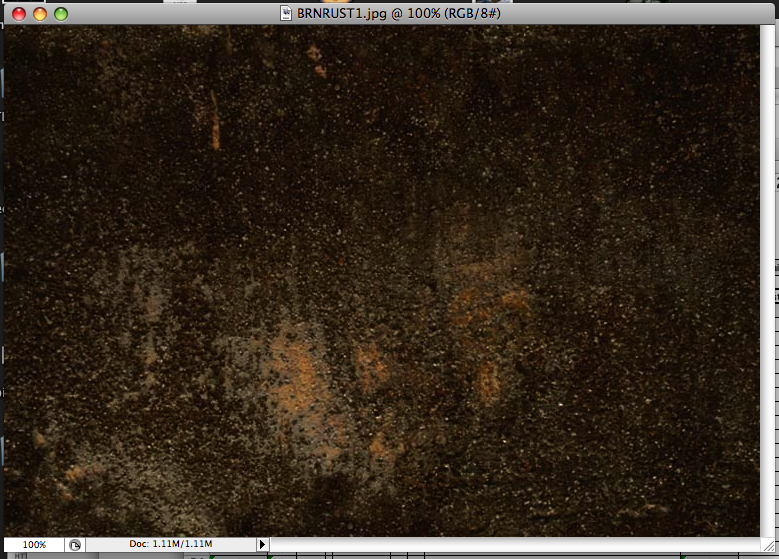 BRNRUST1.jpg @ 100% (RGB/8#)
100%
Doc: 1.11M/1.11M